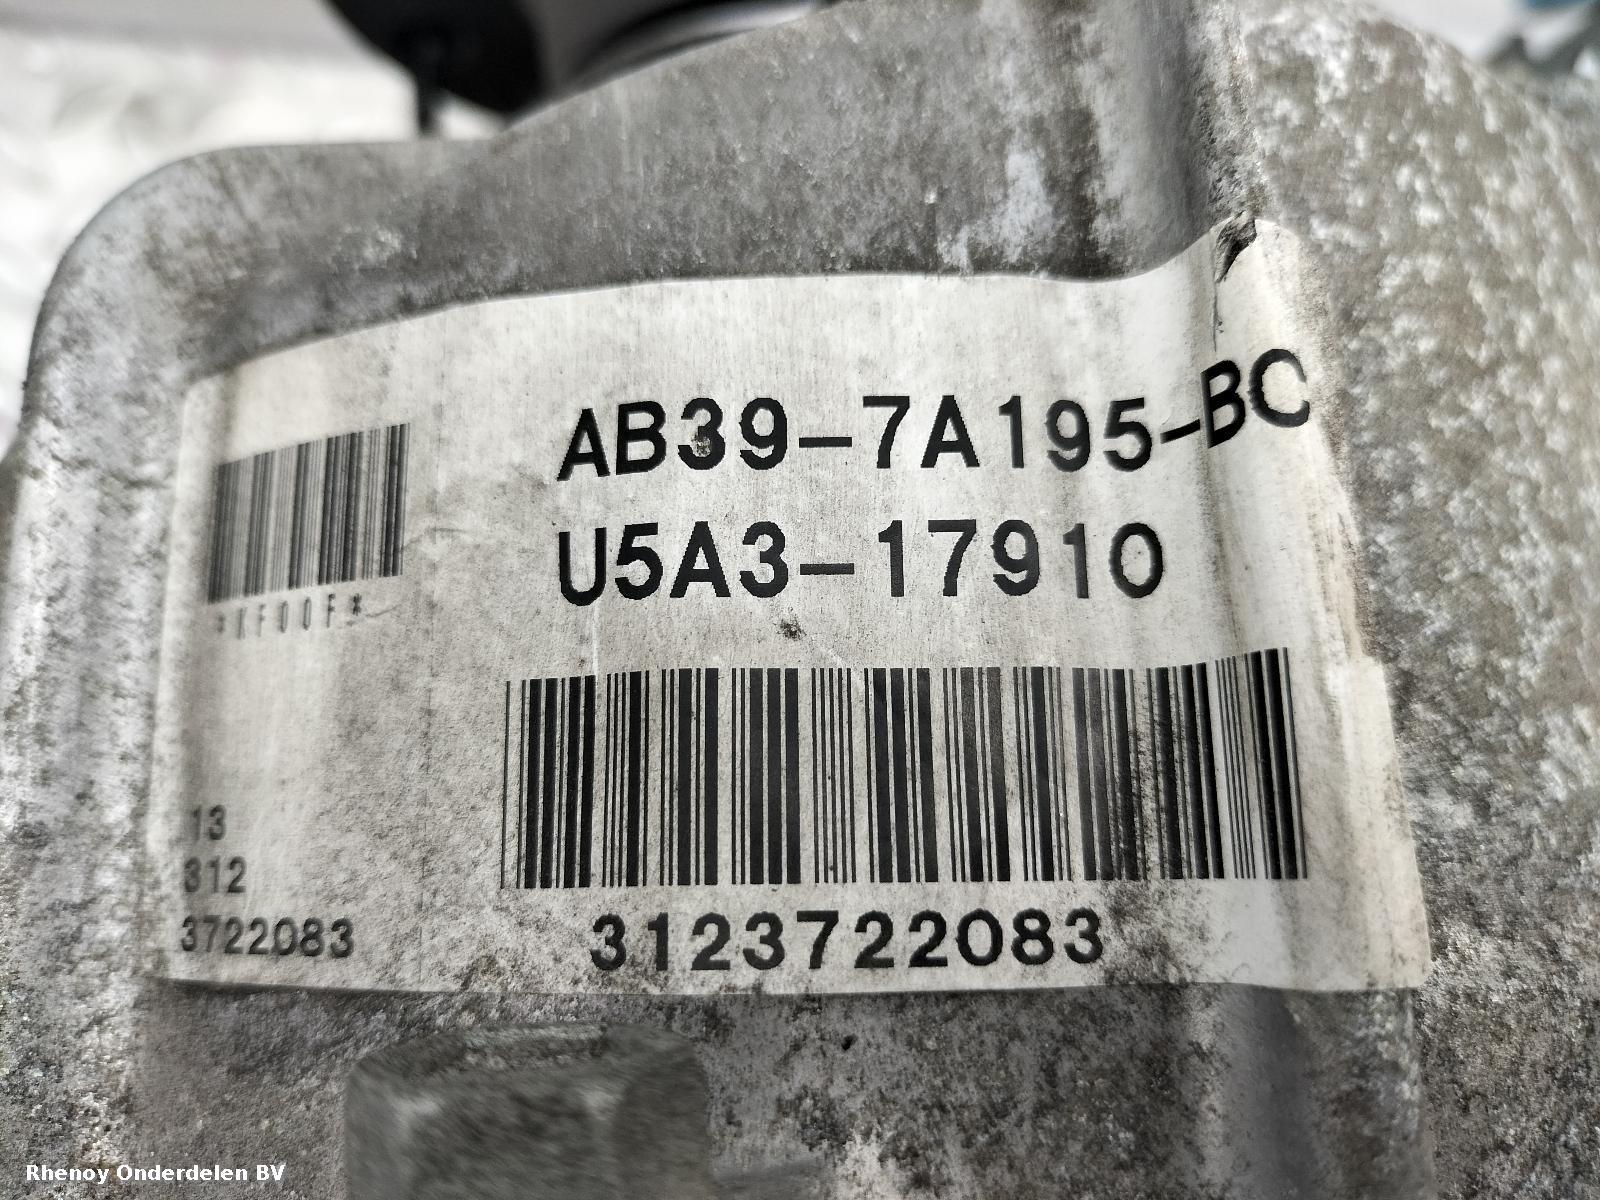 AB39-7A195-BC
U5A3-17910
*KF00F*
13
312
3722083
3123722083
Rhenoy Onderdelen BV